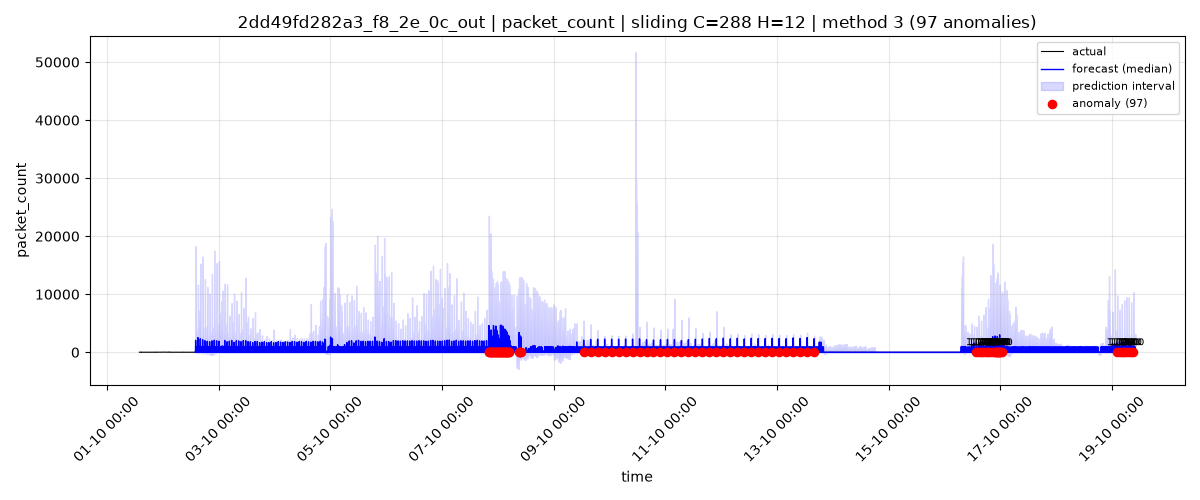 2dd49fd282a3_f8_2e_0c_out | packet_count | sliding C=288 H=12 | method 3 (97 anomalies)
actual
forecast (median)
prediction interval
anomaly (97)
packet_count
50000
40000
30000
20000
10000
0
01-10 00:00
03-10 00:00
05-10 00:00
07-10 00:00
09-10 00:00
11-10 00:00
13-10 00:00
15-10 00:00
17-10 00:00
19-10 00:00
time